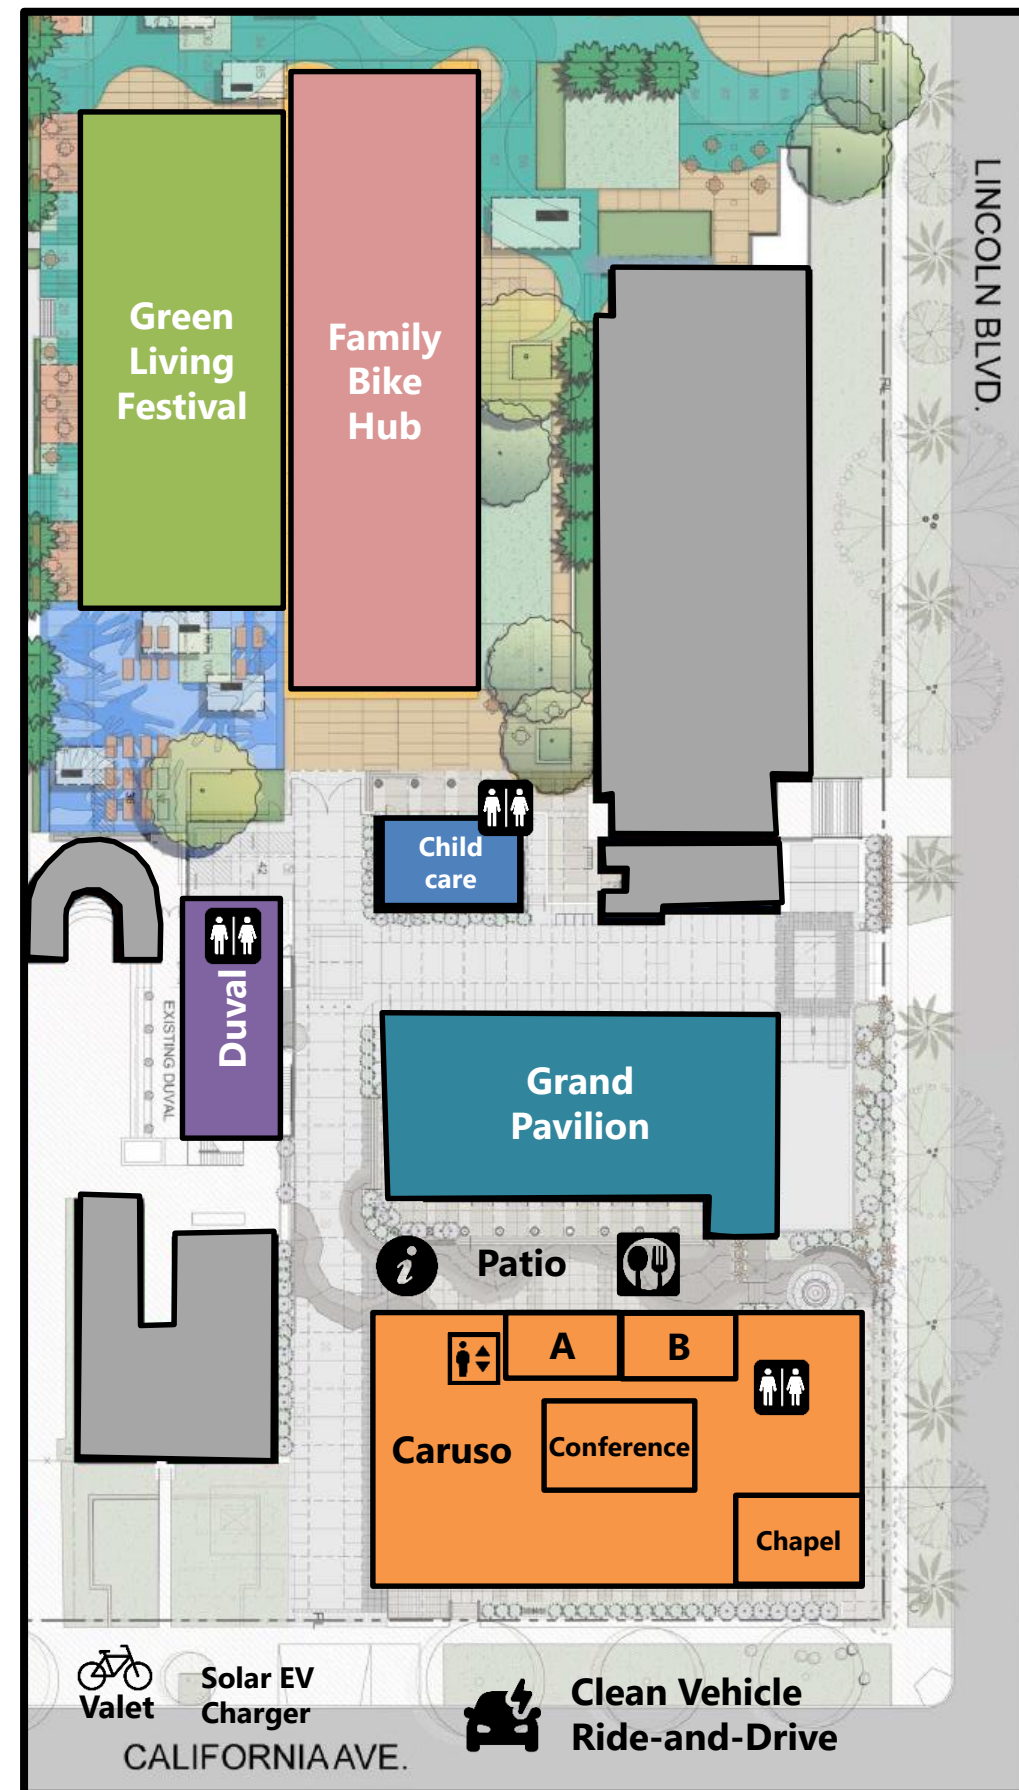 LINCOLN BLVD.
Green
Living
Festival
Family
Bike
Hub
Child
care
42
Duval
EXISTING DUVAL
Grand
Pavilion
i
Patio
A
B
Caruso
Conference
Chapel
Valet
Solar EV
Charger
Clean Vehicle
Ride-and-Drive
CALIFORNIA AVE.